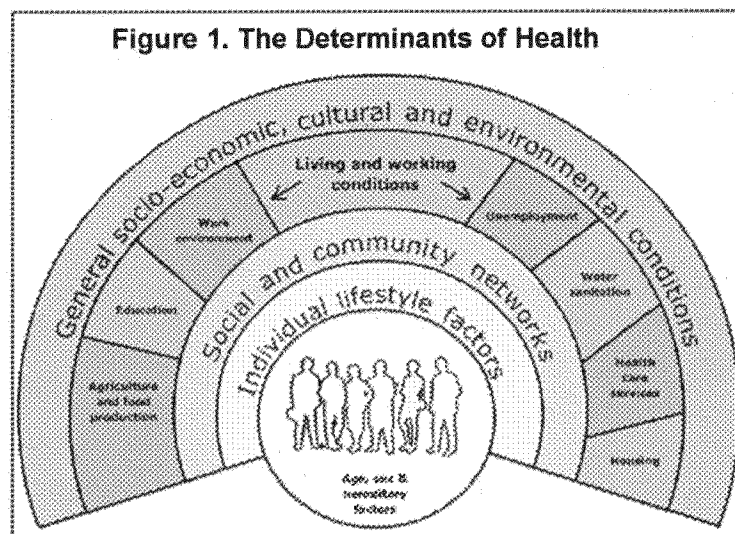 Figure 1. The Determinants of Health
General socio-economic, cultural and environmental conditions
Living and working
conditions
Work
environment
Unemployment
Education
Water
sanitation
Social and community networks
Individual lifestyle factors
Agriculture
and food
production
Health
care
services
Housing
Age, sex &
hereditary
factors